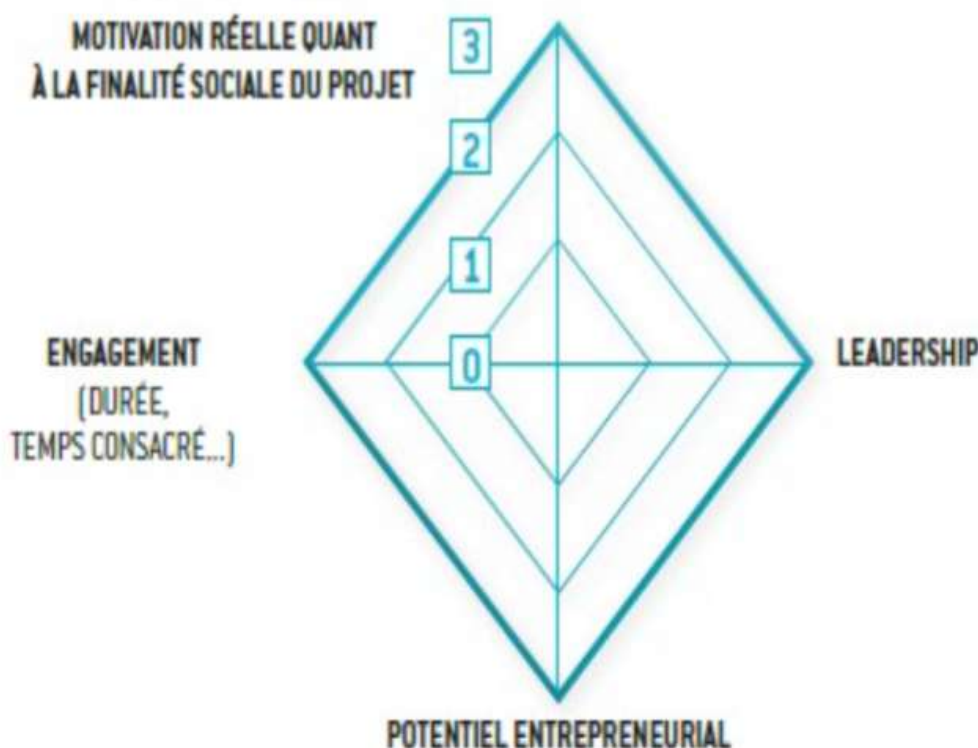 MOTIVATION RÉELLE QUANT
À LA FINALITÉ SOCIALE DU PROJET
3
2
1
0
ENGAGEMENT
(DURÉE,
TEMPS CONSACRÉ...)
LEADERSHIP
POTENTIEL ENTREPRENEURIAL